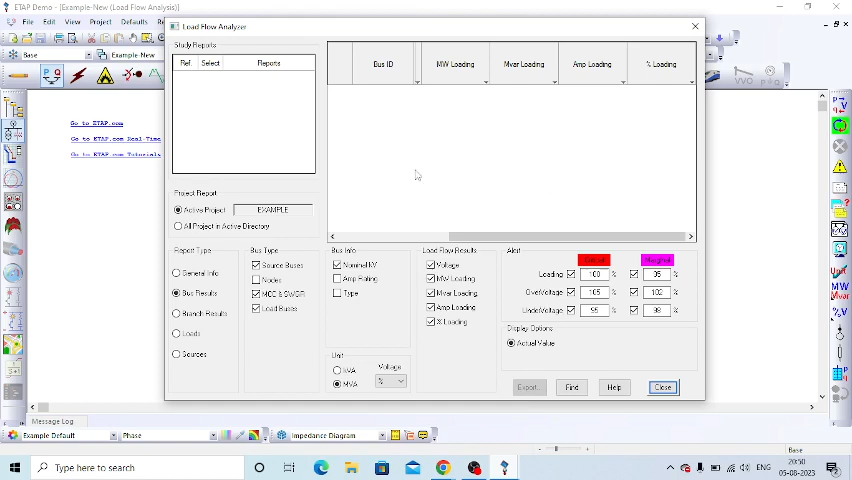 ETAP Demo - [Example-New (Load Flow Analysis)]
File Edit View Project Defaults
Base
Example-New
Load Flow Analyzer
Study Reports
Ref. Select Reports
Bus ID MW Loading Mvar Loading Amp Loading % Loading
Go to ETAP.com
Go to ETAP.com Real-Time
Go to ETAP.com Tutorials
VVO
Project Report
Active Project EXAMPLE
All Project in Active Directory
Report Type
General Info
Bus Results
Branch Results
Loads
Sources
Bus Type
Source Buses
Nodes
MCC & SWGR
Load Buses
Bus Info
Nominal kV
Amp Rating
Type
Unit
kVA
MVA
Voltage
%
Load Flow Results
Voltage
MW Loading
Mvar Loading
Amp Loading
% Loading
Alert
Critical Marginal
Loading 100 % 95 %
OverVoltage 105 % 102 %
UnderVoltage 95 % 98 %
Display Options
Actual Value
Export... Find Help Close
MW
Mvar
Message Log
Example Default Phase Impedance Diagram
Base
Type here to search
ENG
20:50
05-08-2023